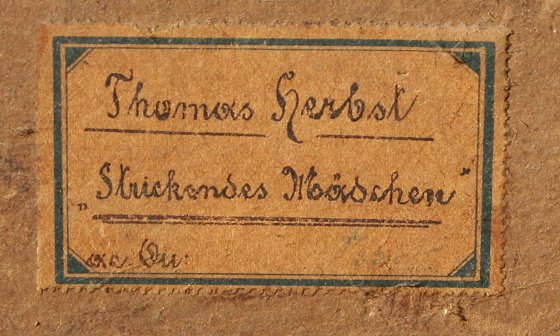 Thomas Herbst
„Strickendes Mädchen"